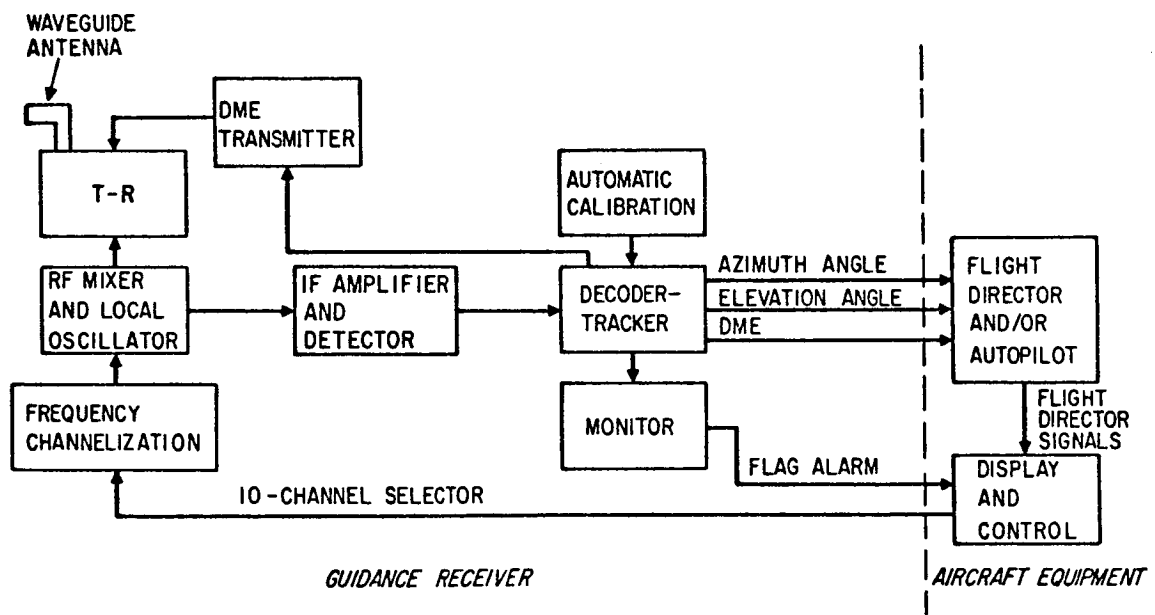 WAVEGUIDE
ANTENNA
DME
TRANSMITTER
T-R
AUTOMATIC
CALIBRATION
RF MIXER
AND LOCAL
OSCILLATOR
IF AMPLIFIER
AND
DETECTOR
DECODER-
TRACKER
AZIMUTH ANGLE
ELEVATION ANGLE
DME
FLIGHT
DIRECTOR
AND/OR
AUTOPILOT
FREQUENCY
CHANNELIZATION
MONITOR
FLIGHT
DIRECTOR
SIGNALS
FLAG ALARM
10-CHANNEL SELECTOR
DISPLAY
AND
CONTROL
GUIDANCE RECEIVER
AIRCRAFT EQUIPMENT